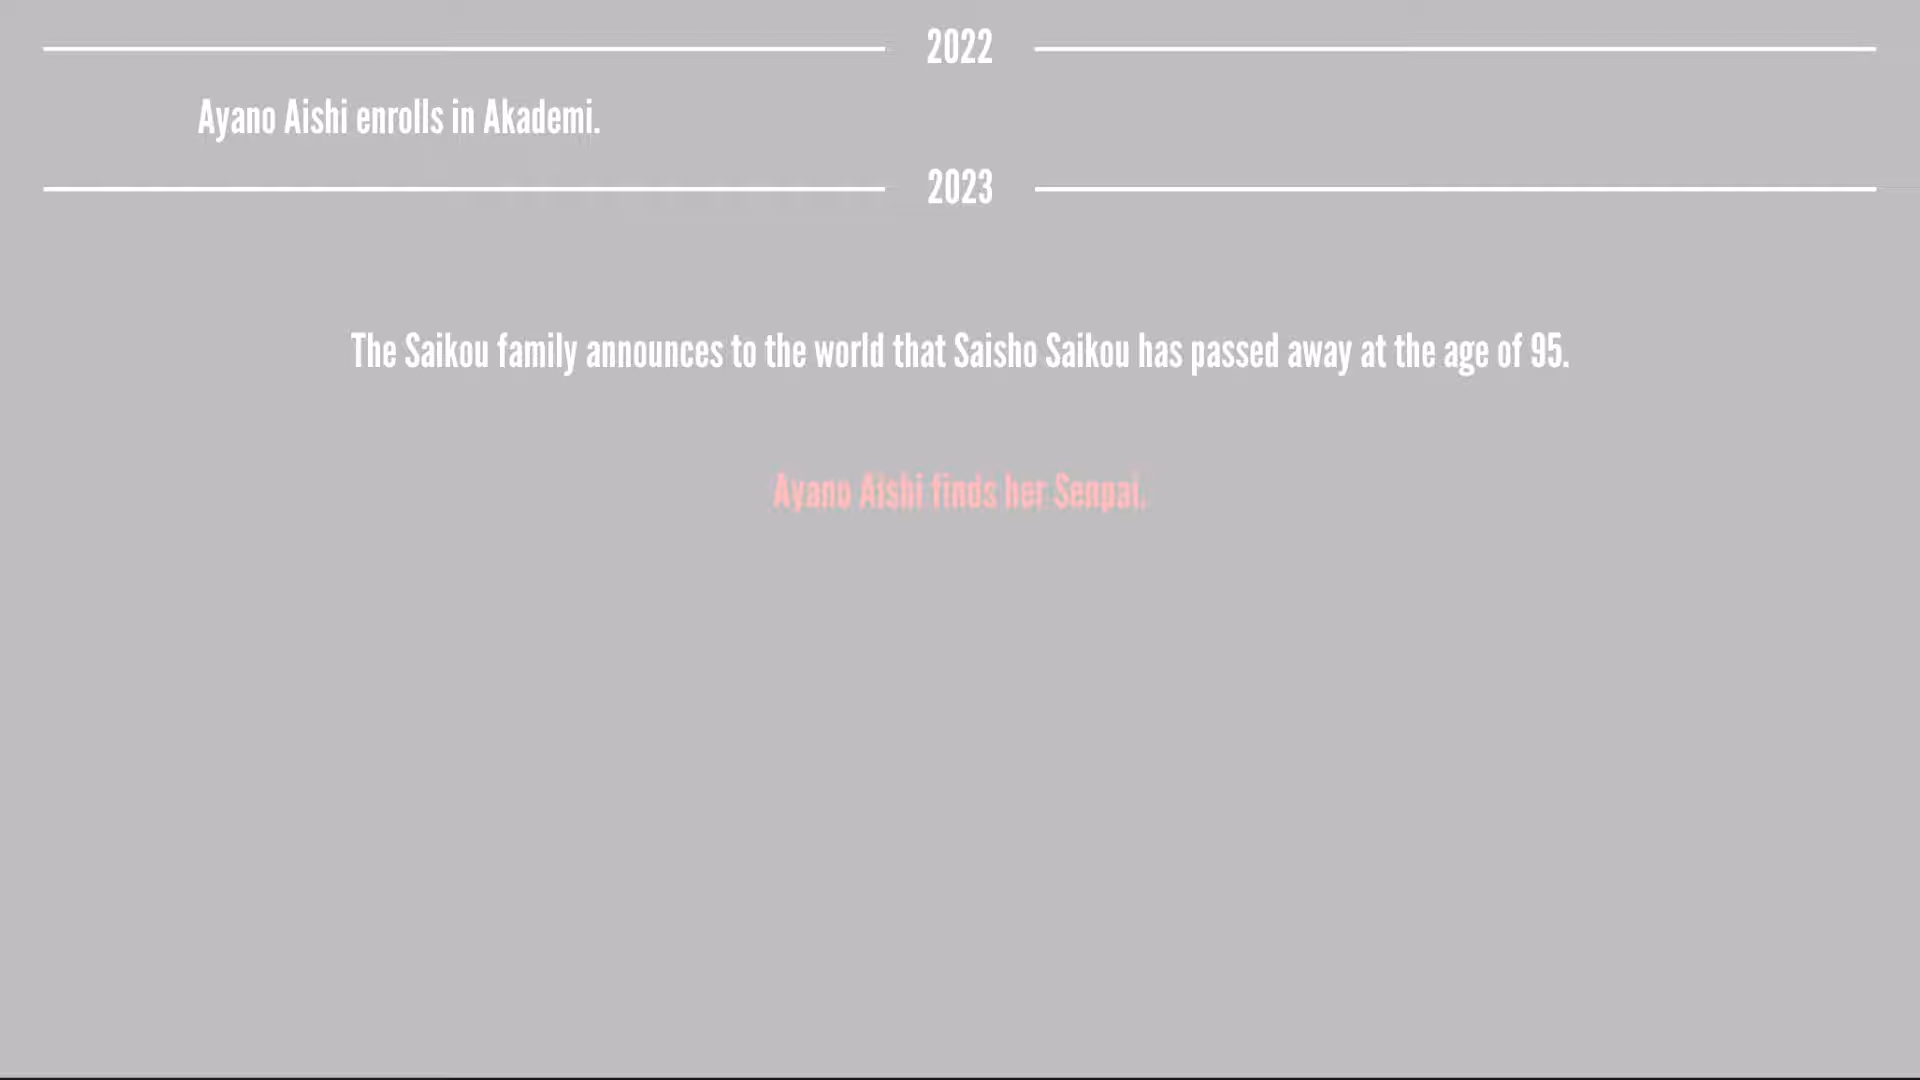 2022
Ayano Aishi enrolls in Akademi.
2023
The Saikou family announces to the world that Saisho Saikou has passed away at the age of 95.
Ayano Aishi finds her Senpai.